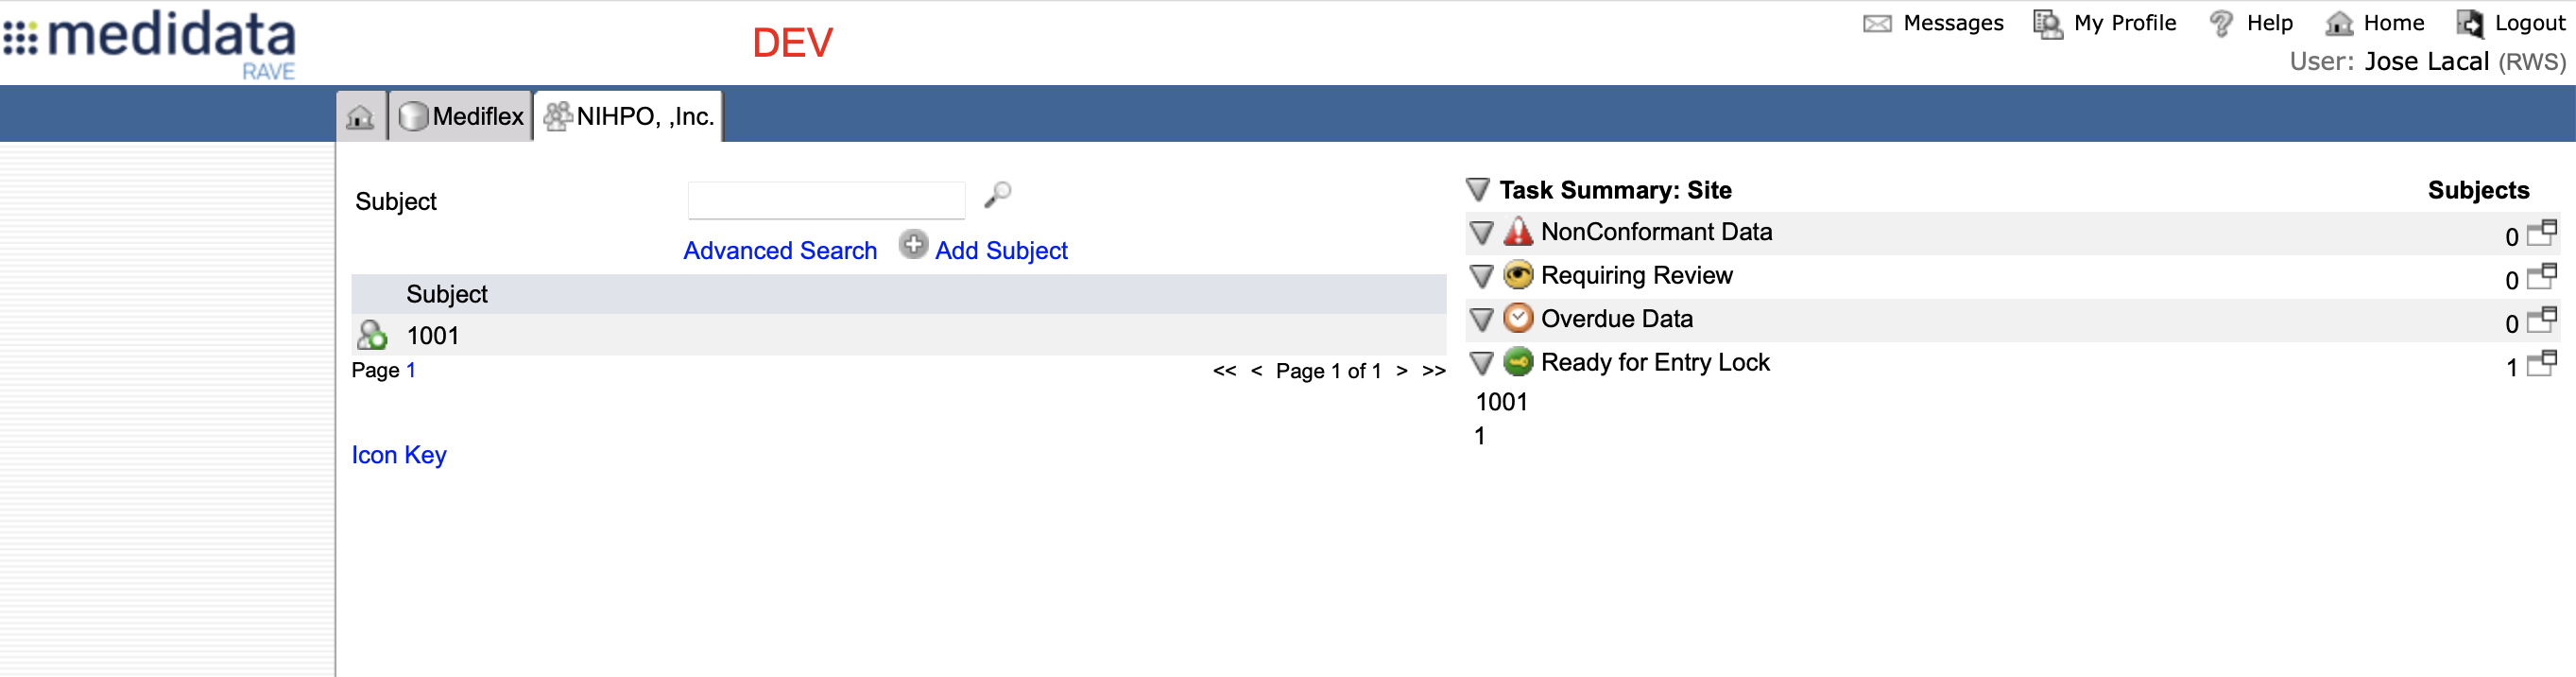 medidata
RAVE
DEV
Messages My Profile Help Home Logout
User: Jose Lacal (RWS)
Mediflex NIHPO, ,Inc.
Subject
Advanced Search Add Subject
Subject
1001
Page 1
<< < Page 1 of 1 > >>
Icon Key
Task Summary: Site Subjects
NonConformant Data 0
Requiring Review 0
Overdue Data 0
Ready for Entry Lock 1
1001
1